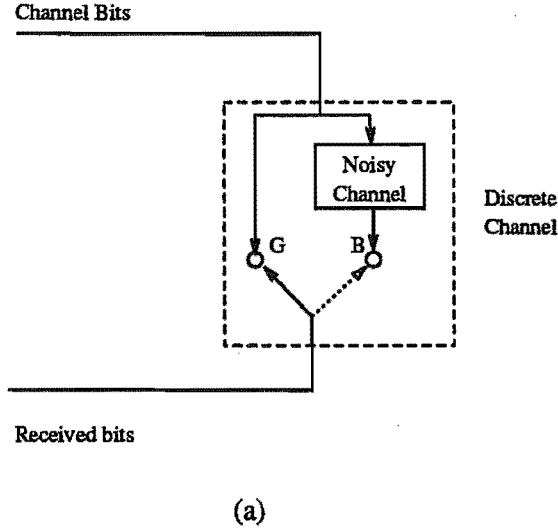 Channel Bits
Noisy
Channel
Discrete
Channel
G
B
Received bits
(a)